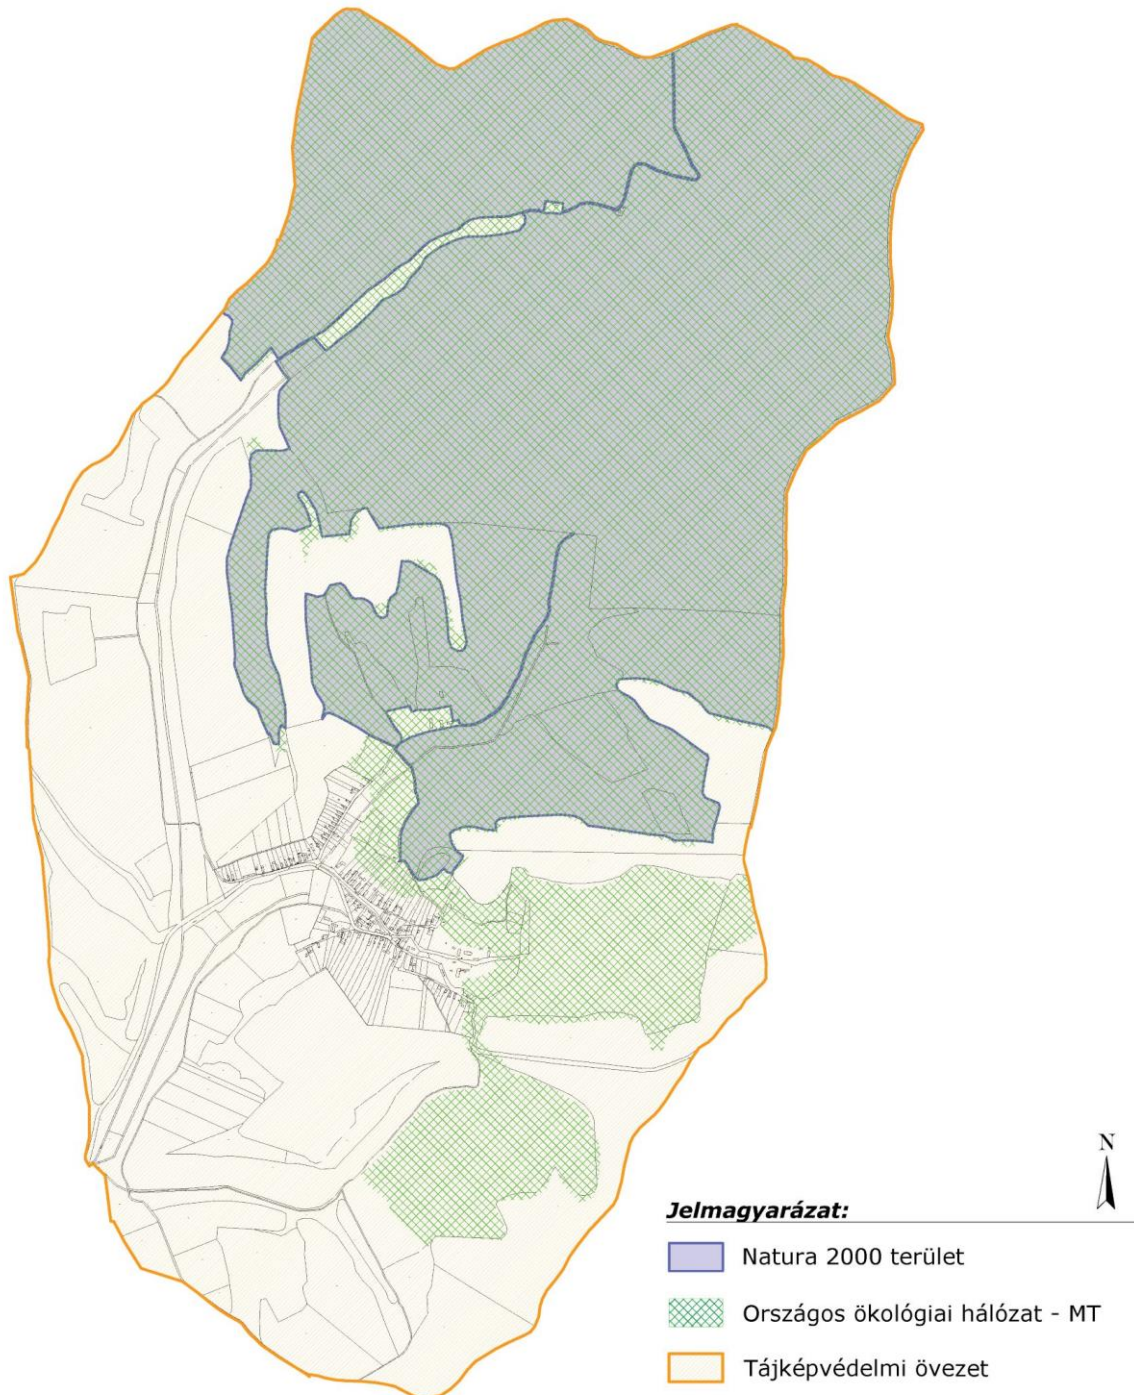 N
Jelmagyarázat:
Natura 2000 terület
Országos ökológiai hálózat - MT
Tájképvédelmi övezet